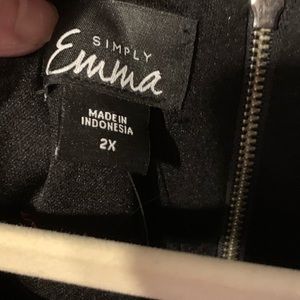 SIMPLY
Emma
MADE IN
INDONESIA
2X